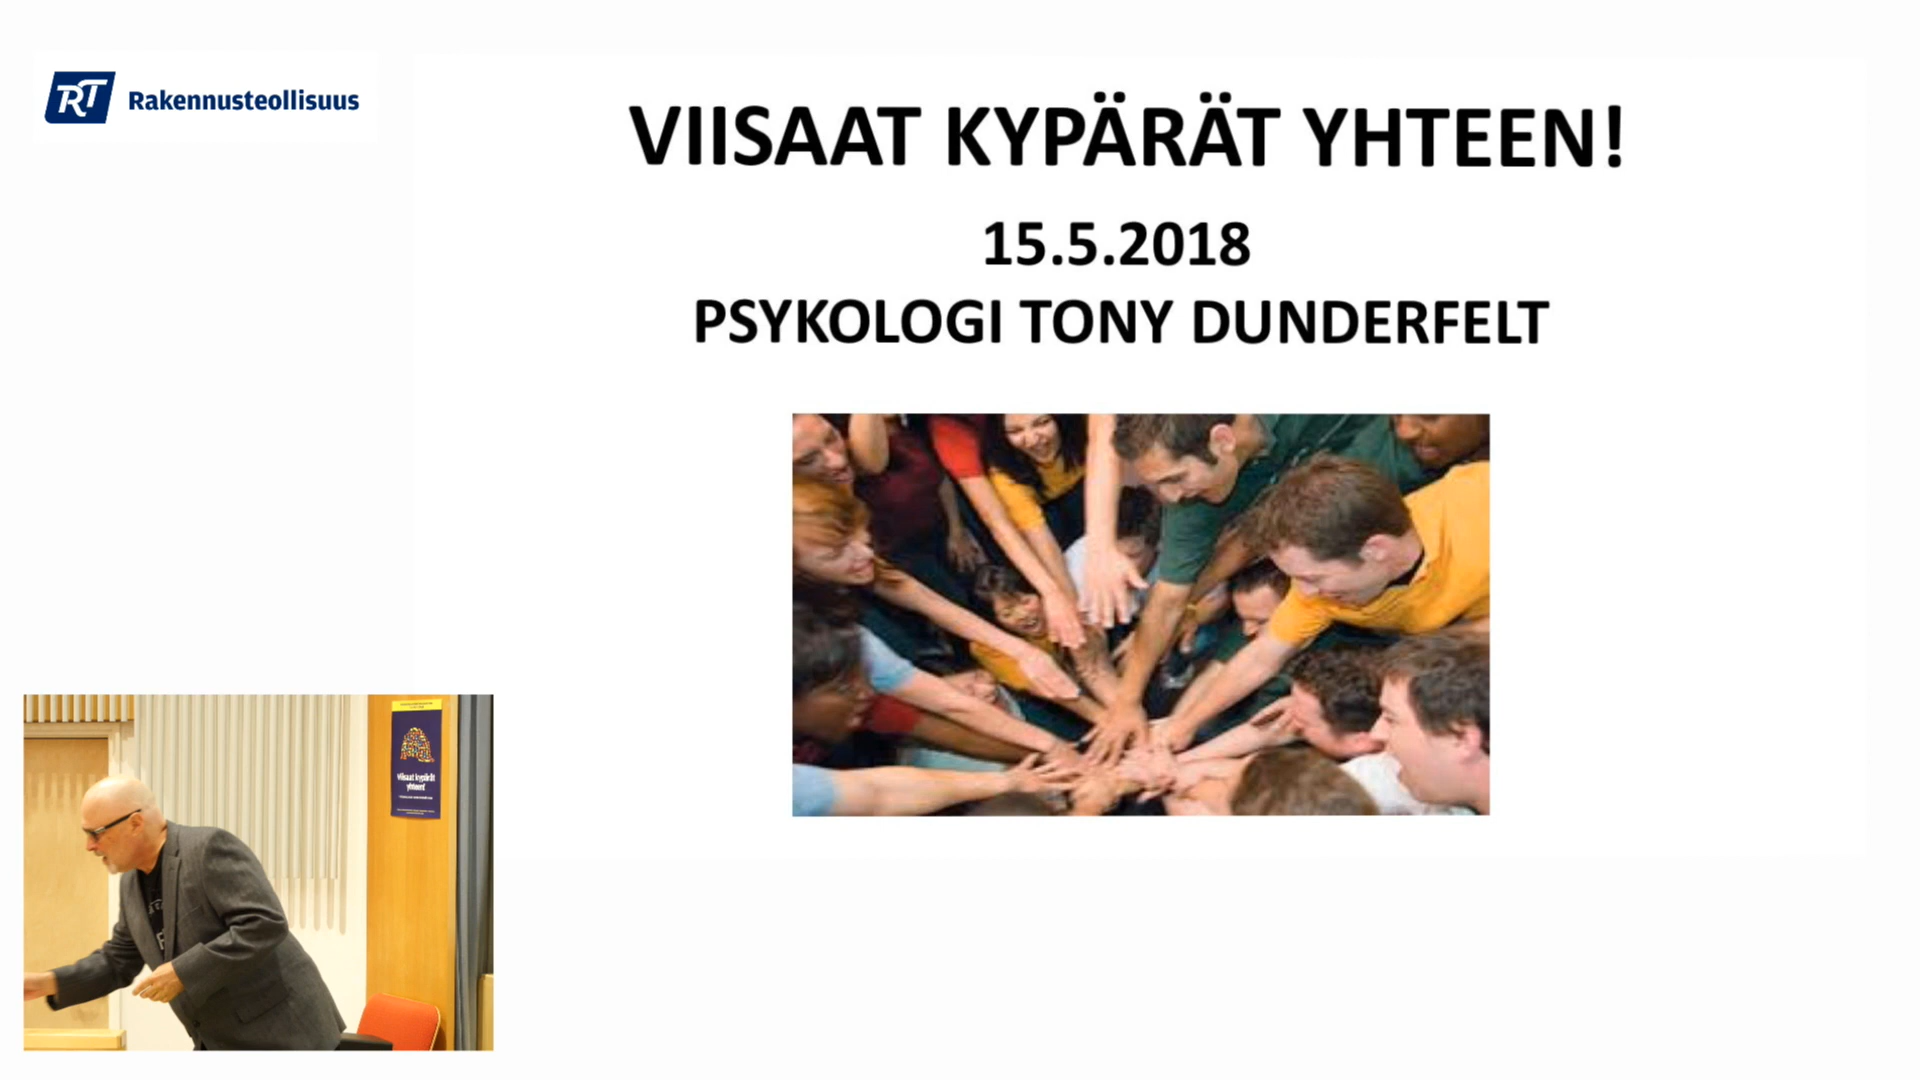 RT Rakennusteollisuus
VIISAAT KYPÄRÄT YHTEEN!
15.5.2018
PSYKOLOGI TONY DUNDERFELT
Viisaat kypärät
yhteen!